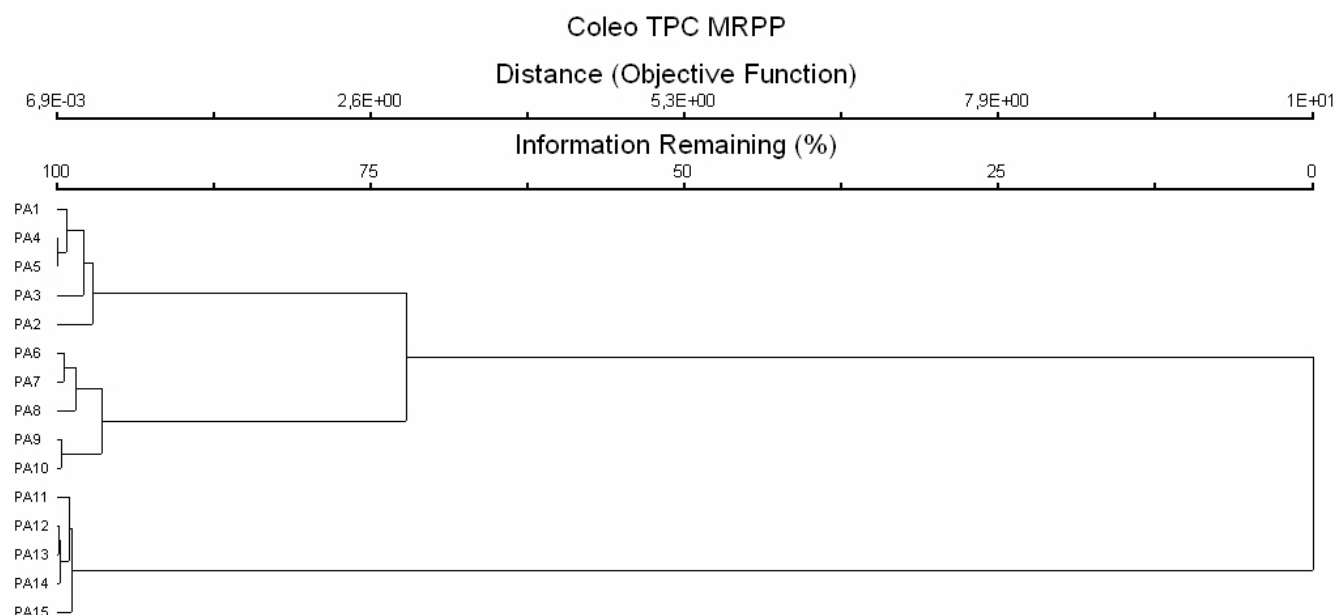 Coleo TPC MRPP
Distance (Objective Function)
6,9E-03 2,6E+00 5,3E+00 7,9E+00 1E+01
Information Remaining (%)
100 75 50 25 0
PA1
PA4
PA5
PA3
PA2
PA6
PA7
PA8
PA9
PA10
PA11
PA12
PA13
PA14
PA15